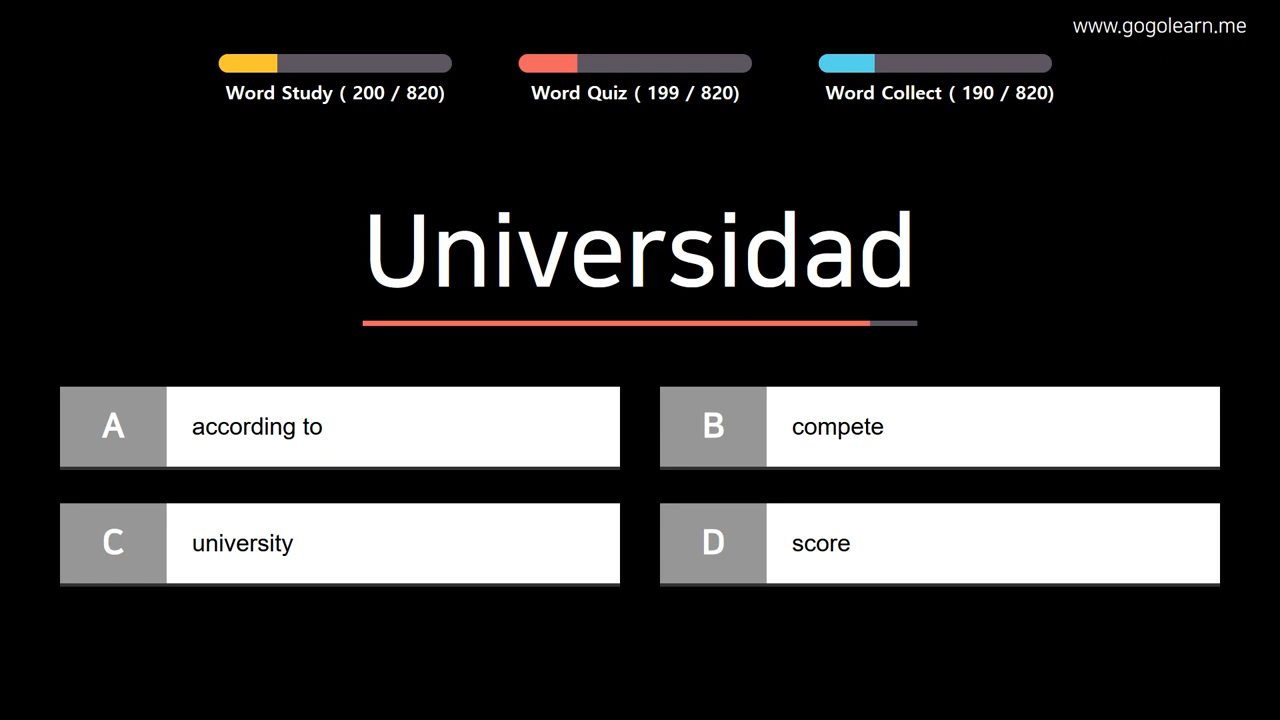 www.gogolearn.me
Word Study ( 200 / 820)
Word Quiz ( 199 / 820)
Word Collect ( 190 / 820)
Universidad
A
according to
B
compete
C
university
D
score